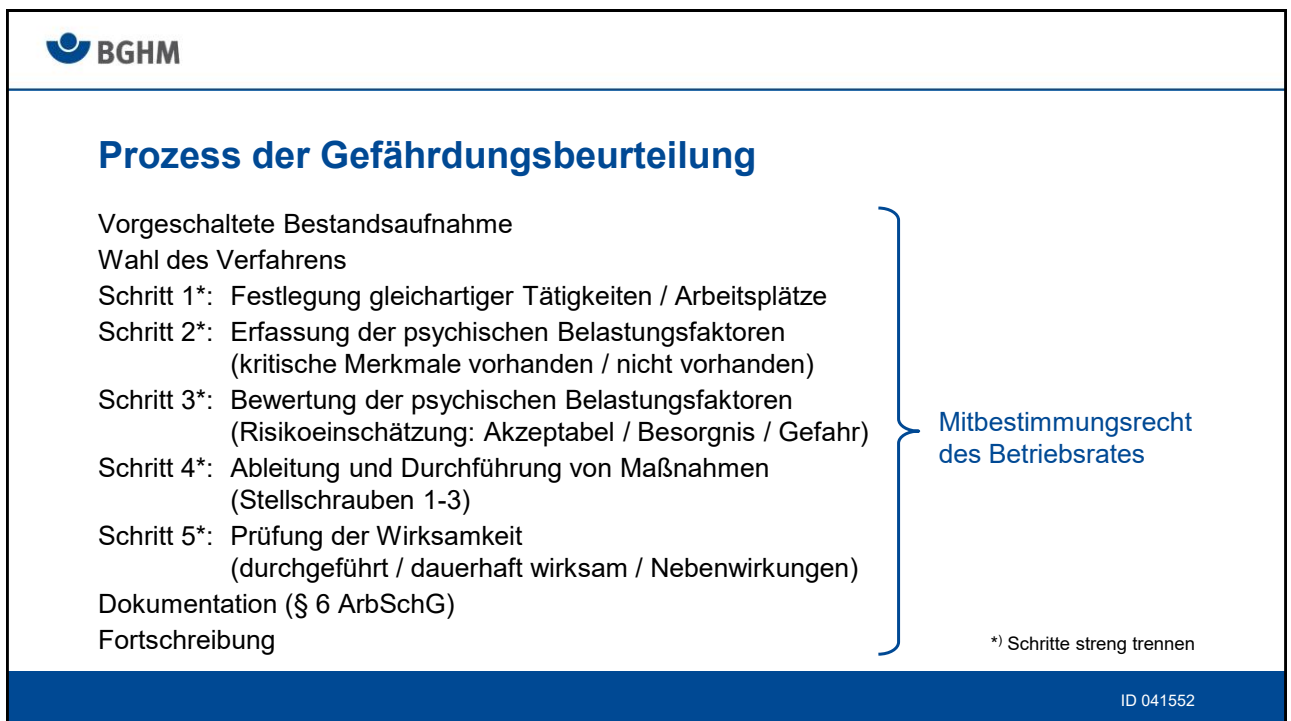 BGHM
Prozess der Gefährdungsbeurteilung
Vorgeschaltete Bestandsaufnahme
Wahl des Verfahrens
Schritt 1*: Festlegung gleichartiger Tätigkeiten / Arbeitsplätze
Schritt 2*: Erfassung der psychischen Belastungsfaktoren
(kritische Merkmale vorhanden / nicht vorhanden)
Schritt 3*: Bewertung der psychischen Belastungsfaktoren
(Risikoeinschätzung: Akzeptabel / Besorgnis / Gefahr)
Schritt 4*: Ableitung und Durchführung von Maßnahmen
(Stellschrauben 1-3)
Schritt 5*: Prüfung der Wirksamkeit
(durchgeführt / dauerhaft wirksam / Nebenwirkungen)
Dokumentation (§ 6 ArbSchG)
Fortschreibung
Mitbestimmungsrecht
des Betriebsrates
*) Schritte streng trennen
ID 041552